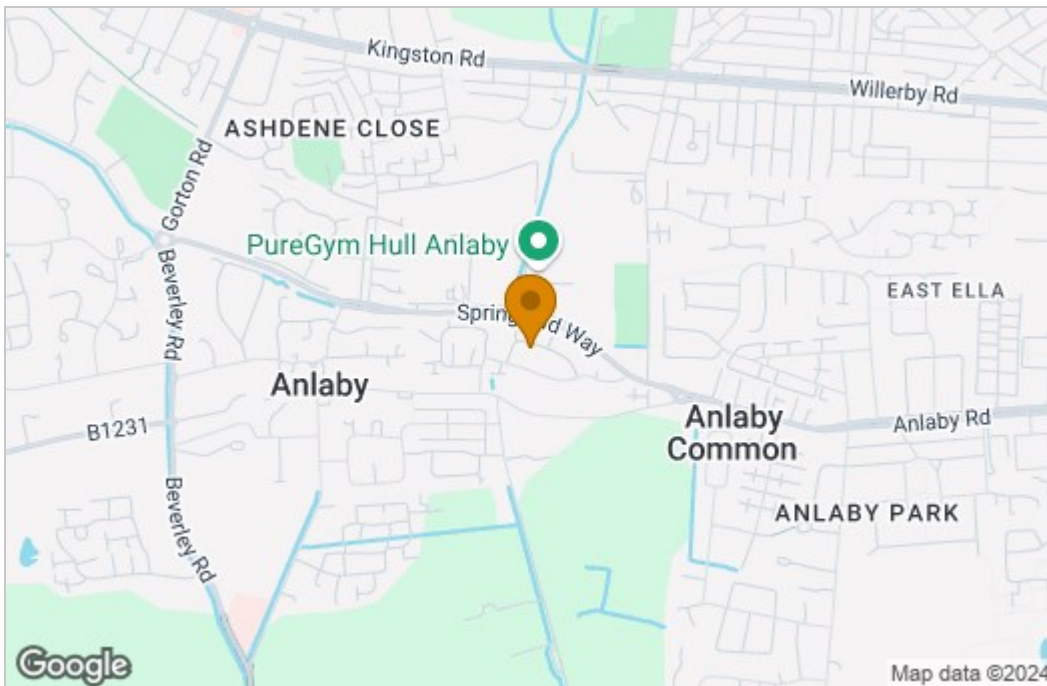 Kingston Rd
Willerby Rd
ASHDENE CLOSE
Gorton Rd
PureGym Hull Anlaby
Beverley Rd
EAST ELLA
Spring
d Way
Anlaby
B1231
Anlaby
Common
Anlaby Rd
Beverley Rd
ANLABY PARK
Google
Map data ©2024